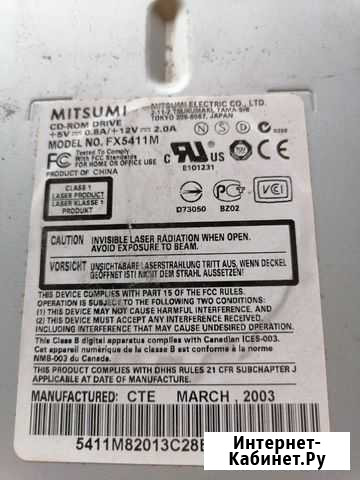 MITSUMI
MITSUMI ELECTRIC CO., LTD.
TOKYO 206-8567, JAPAN
CD-ROM DRIVE
+5V 0.8A/+12V 2.0A
MODEL NO. FX5411M
FC
Tested To Comply
With FCC Standards
FOR HOME OR OFFICE USE
PRODUCT OF CHINA
c UL US
E101231
N S D
CE
CLASS 1
LASER PRODUCT
LASER KLASSE 1
PRODUKT
D73050
BZ02
VCCI
CAUTION
INVISIBLE LASER RADIATION WHEN OPEN.
AVOID EXPOSURE TO BEAM.
VORSICHT
UNSICHTBARE LASERSTRAHLUNG TRITT AUS, WENN DECKEL
GEÖFFNET IST! NICHT DEM STRAHL AUSSETZEN!
THIS DEVICE COMPLIES WITH PART 15 OF THE FCC RULES.
OPERATION IS SUBJECT TO THE FOLLOWING TWO CONDITIONS:
(1) THIS DEVICE MAY NOT CAUSE HARMFUL INTERFERENCE, AND
(2) THIS DEVICE MUST ACCEPT ANY INTERFERENCE RECEIVED,
INCLUDING INTERFERENCE THAT MAY CAUSE UNDESIRED OPERATION.
This Class B digital apparatus complies with Canadian ICES-003.
Cet appareil numérique de la classe B est conforme à la norme
NMB-003 du Canada.
THIS PRODUCT COMPLIES WITH DHHS RULES 21 CFR SUBCHAPTER J
APPLICABLE AT DATE OF MANUFACTURE.
MANUFACTURED: CTE MARCH , 2003
5411M82013C28
Интернет-
Кабинет.Ру